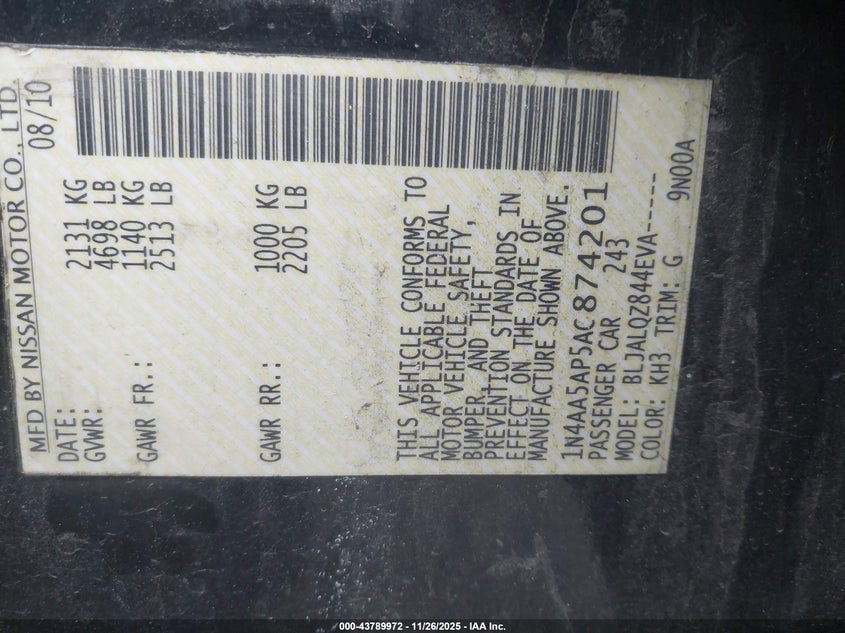 MFD BY NISSAN MOTOR CO., LTD.
DATE: 08/10
GVWR: 2131 KG
4698 LB
GAWR FR.: 1140 KG
2513 LB
GAWR RR.: 1000 KG
2205 LB
THIS VEHICLE CONFORMS TO
ALL APPLICABLE FEDERAL
MOTOR VEHICLE SAFETY,
BUMPER, AND THEFT
PREVENTION STANDARDS IN
EFFECT ON THE DATE OF
MANUFACTURE SHOWN ABOVE.
1N4AA5AP5AC874201
PASSENGER CAR 243
MODEL: BLJALQZ844EVA-----
COLOR: KH3 TRIM: G 9N00A
000-43789972 - 11/26/2025 - IAA Inc.